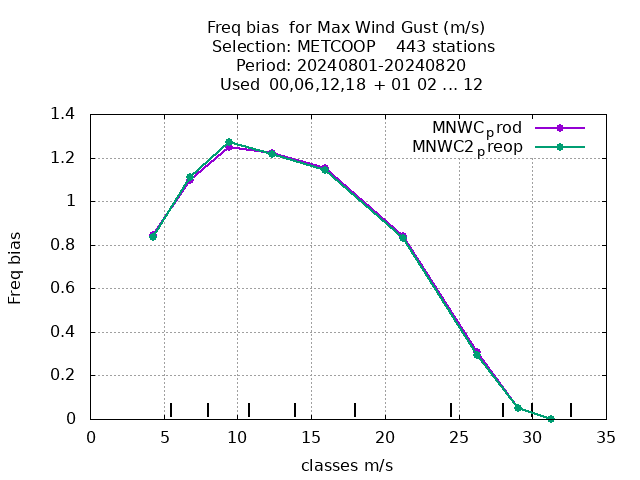 Freq bias for Max Wind Gust (m/s)
Selection: METCOOP 443 stations
Period: 20240801-20240820
Used 00,06,12,18 + 01 02 ... 12
MNWC_prod
MNWC2_preop
1.4
1.2
1
0.8
0.6
0.4
0.2
0
Freq bias
0 5 10 15 20 25 30 35
classes m/s